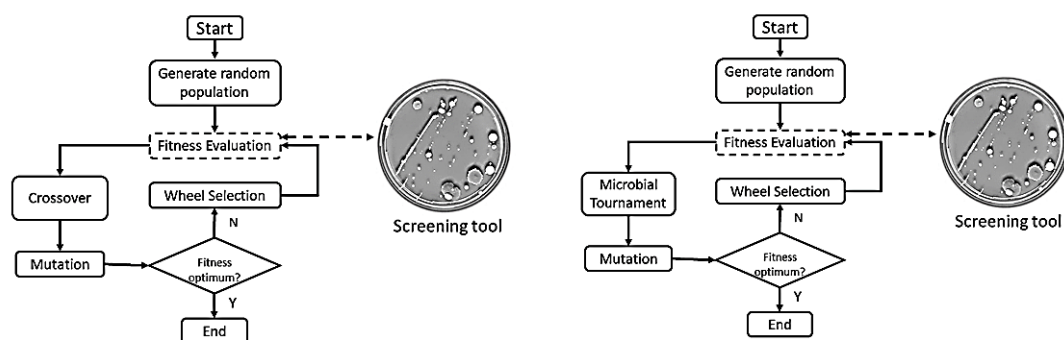 Start
Generate random
population
Fitness Evaluation
Crossover
Wheel Selection
Screening tool
N
Mutation
Fitness
optimum?
Y
End
Start
Generate random
population
Fitness Evaluation
Microbial
Tournament
Wheel Selection
Screening tool
N
Mutation
Fitness
optimum?
Y
End